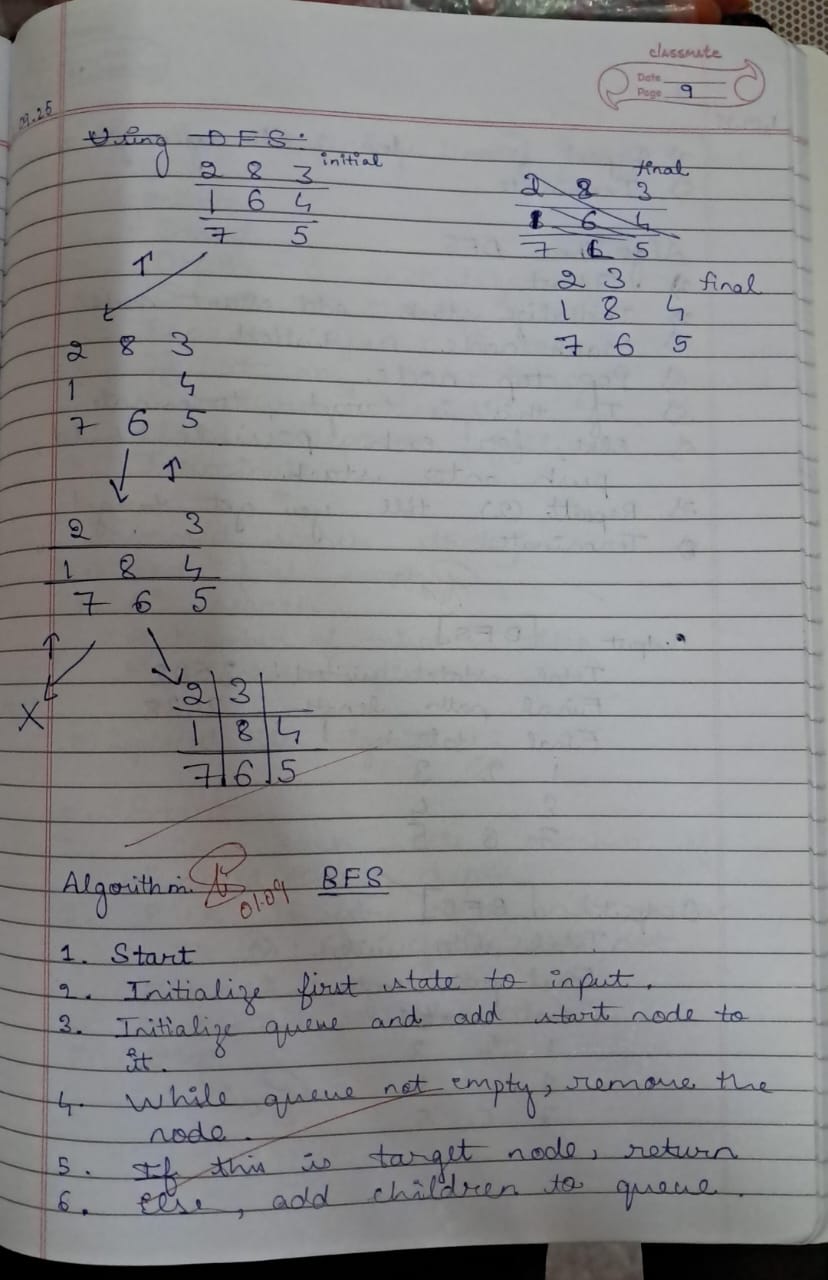 classmate
Date
Page 9
09.25
Using DFS:
2 8 3 initial
1 6 4
7 5
final
2 8 3
1 6 4
7 6 5
2 3 final
1 8 4
7 6 5
↑
2 8 3
1 4
7 6 5
↑
2 3
1 8 4
7 6 5
↑
X
2 3
1 8 4
7 6 5
Algorithm: BFS
01.09
1. Start
2. Initialize first state to input.
3. Initialize queue and add start node to
it.
4. While queue not empty, remove the
node.
5. If this is target node, return
6. Else, add children to queue.